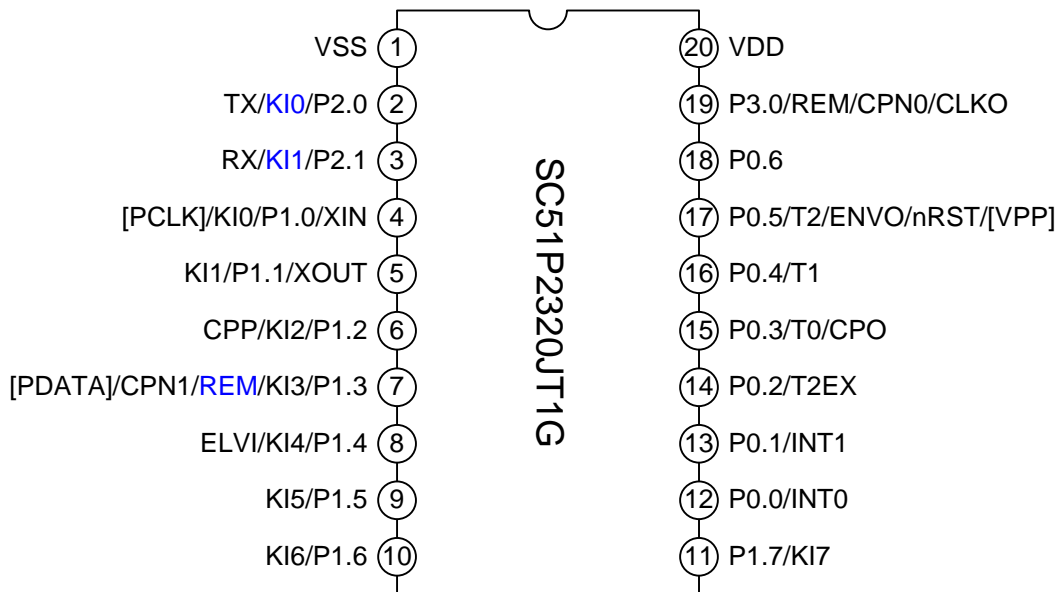 VSS 1
20 VDD
TX/KI0/P2.0 2
19 P3.0/REM/CPN0/CLKO
RX/KI1/P2.1 3
18 P0.6
[PCLK]/KI0/P1.0/XIN 4
17 P0.5/T2/ENVO/nRST/[VPP]
KI1/P1.1/XOUT 5
16 P0.4/T1
CPP/KI2/P1.2 6
15 P0.3/T0/CPO
[PDATA]/CPN1/REM/KI3/P1.3 7
14 P0.2/T2EX
ELVI/KI4/P1.4 8
13 P0.1/INT1
KI5/P1.5 9
12 P0.0/INT0
KI6/P1.6 10
11 P1.7/KI7
SC51P2320JT1G